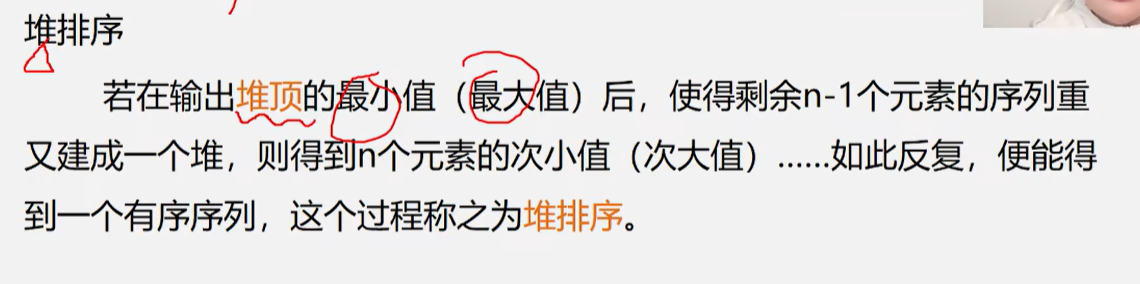 堆排序
若在输出堆顶的最小值（最大值）后，使得剩余n-1个元素的序列重
又建成一个堆，则得到n个元素的次小值（次大值）......如此反复，便能得
到一个有序序列，这个过程称之为堆排序。